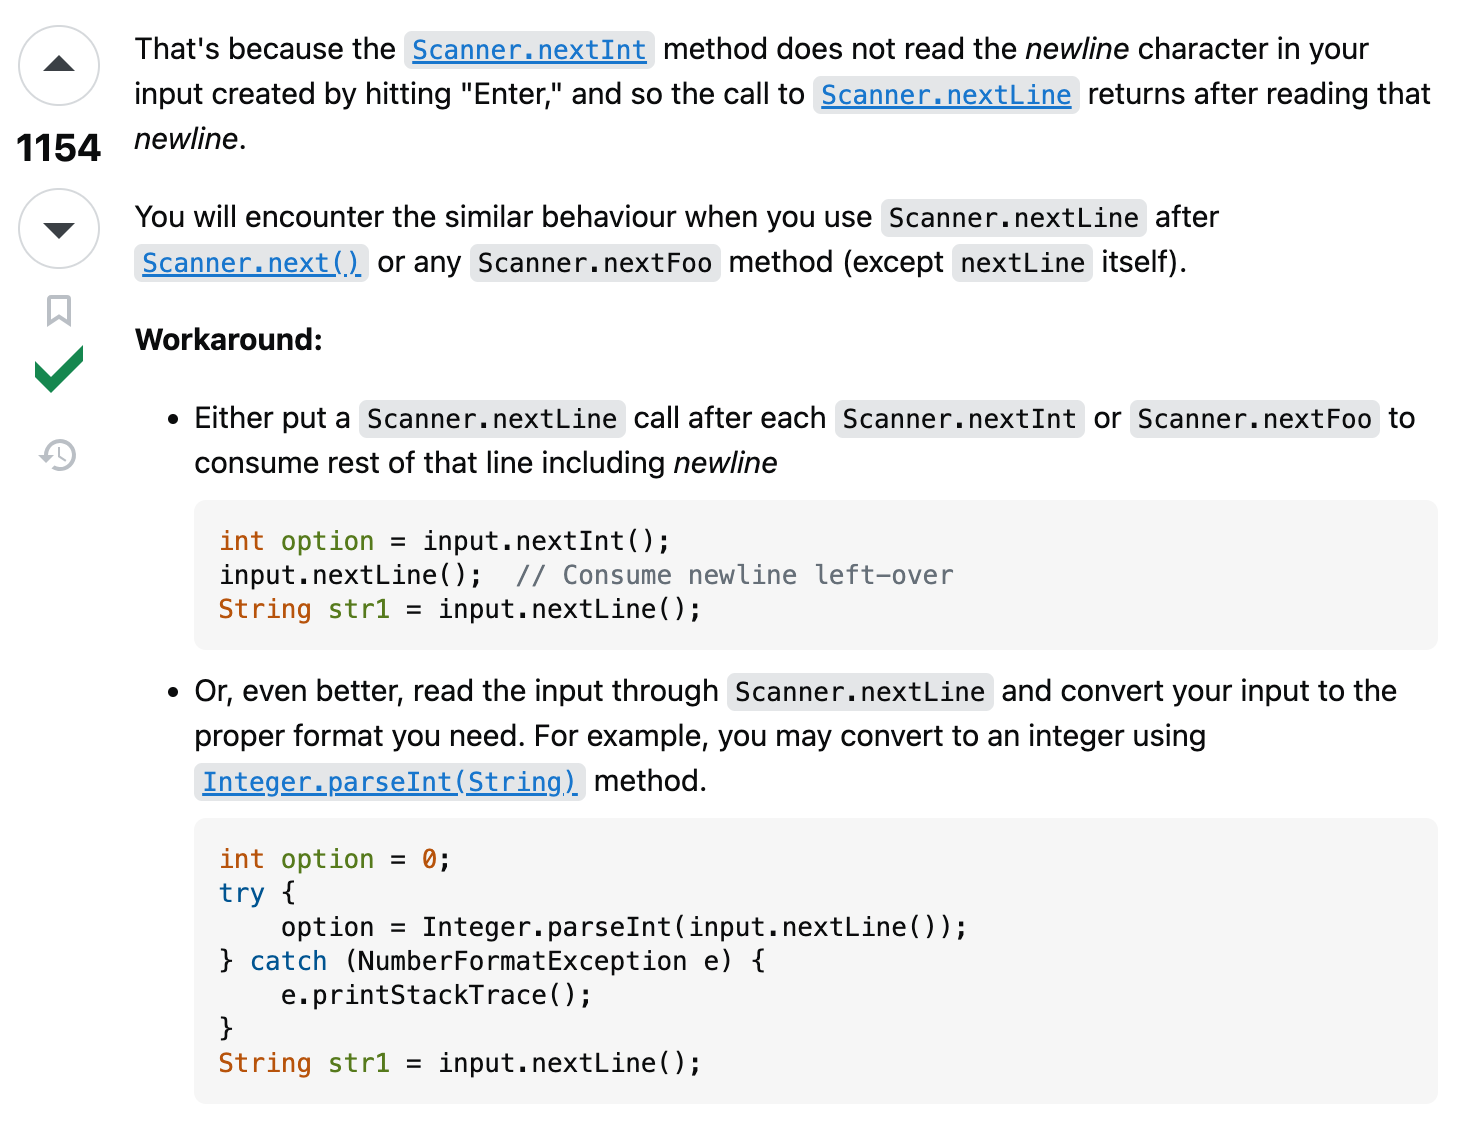 That's because the Scanner.nextInt method does not read the newline character in your
input created by hitting "Enter," and so the call to Scanner.nextLine returns after reading that
newline.
1154
You will encounter the similar behaviour when you use Scanner.nextLine after
Scanner.next() or any Scanner.nextFoo method (except nextLine itself).
Workaround:
• Either put a Scanner.nextLine call after each Scanner.nextInt or Scanner.nextFoo to
consume rest of that line including newline
int option = input.nextInt();
input.nextLine();  // Consume newline left-over
String str1 = input.nextLine();
• Or, even better, read the input through Scanner.nextLine and convert your input to the
proper format you need. For example, you may convert to an integer using
Integer.parseInt(String) method.
int option = 0;
try {
    option = Integer.parseInt(input.nextLine());
} catch (NumberFormatException e) {
    e.printStackTrace();
}
String str1 = input.nextLine();